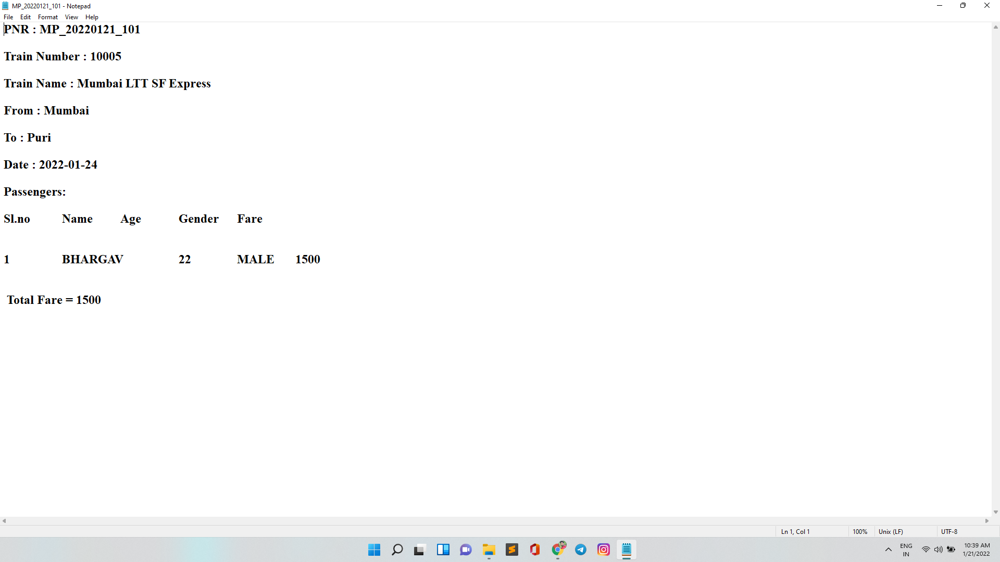 MP_20220121_101 - Notepad
File Edit Format View Help
PNR : MP_20220121_101
Train Number : 10005
Train Name : Mumbai LTT SF Express
From : Mumbai
To : Puri
Date : 2022-01-24
Passengers:
Sl.no Name Age Gender Fare
1 BHARGAV 22 MALE 1500
Total Fare = 1500
Ln 1, Col 1 100% Unix (LF) UTF-8
ENG 10:39 AM
IN 1/21/2022